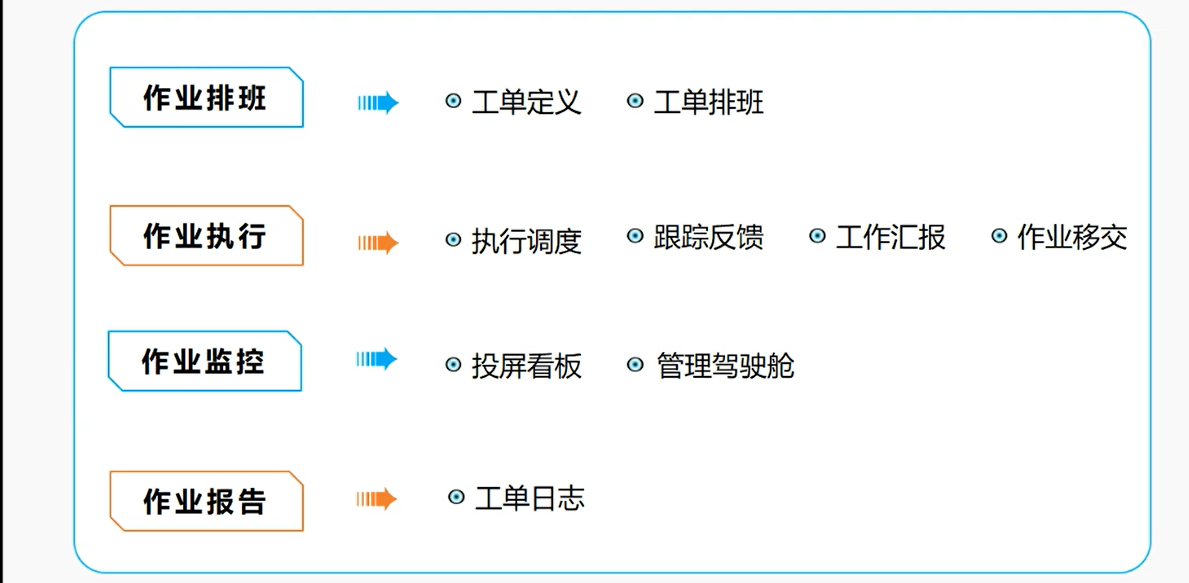 作业排班 工单定义 工单排班
作业执行 执行调度 跟踪反馈 工作汇报 作业移交
作业监控 投屏看板 管理驾驶舱
作业报告 工单日志